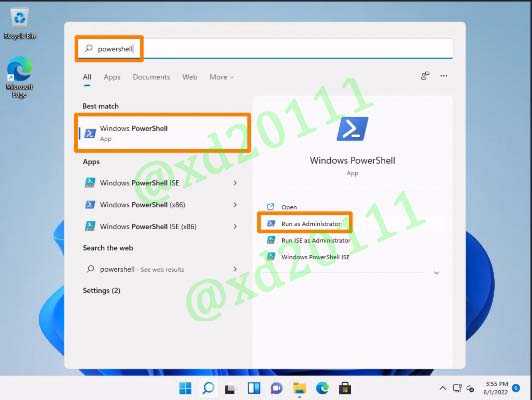 Recycle Bin
Microsoft Edge
powershell
All Apps Documents Web More
Best match
Windows PowerShell
App
Apps
Windows PowerShell ISE
Windows PowerShell (x86)
Windows PowerShell ISE (x86)
Search the web
powershell - See web results
Settings (2)
Windows PowerShell
App
Open
Run as Administrator
Run ISE as Administrator
Windows PowerShell ISE
@xd20111
@xd20111
3:55 PM
6/1/2022